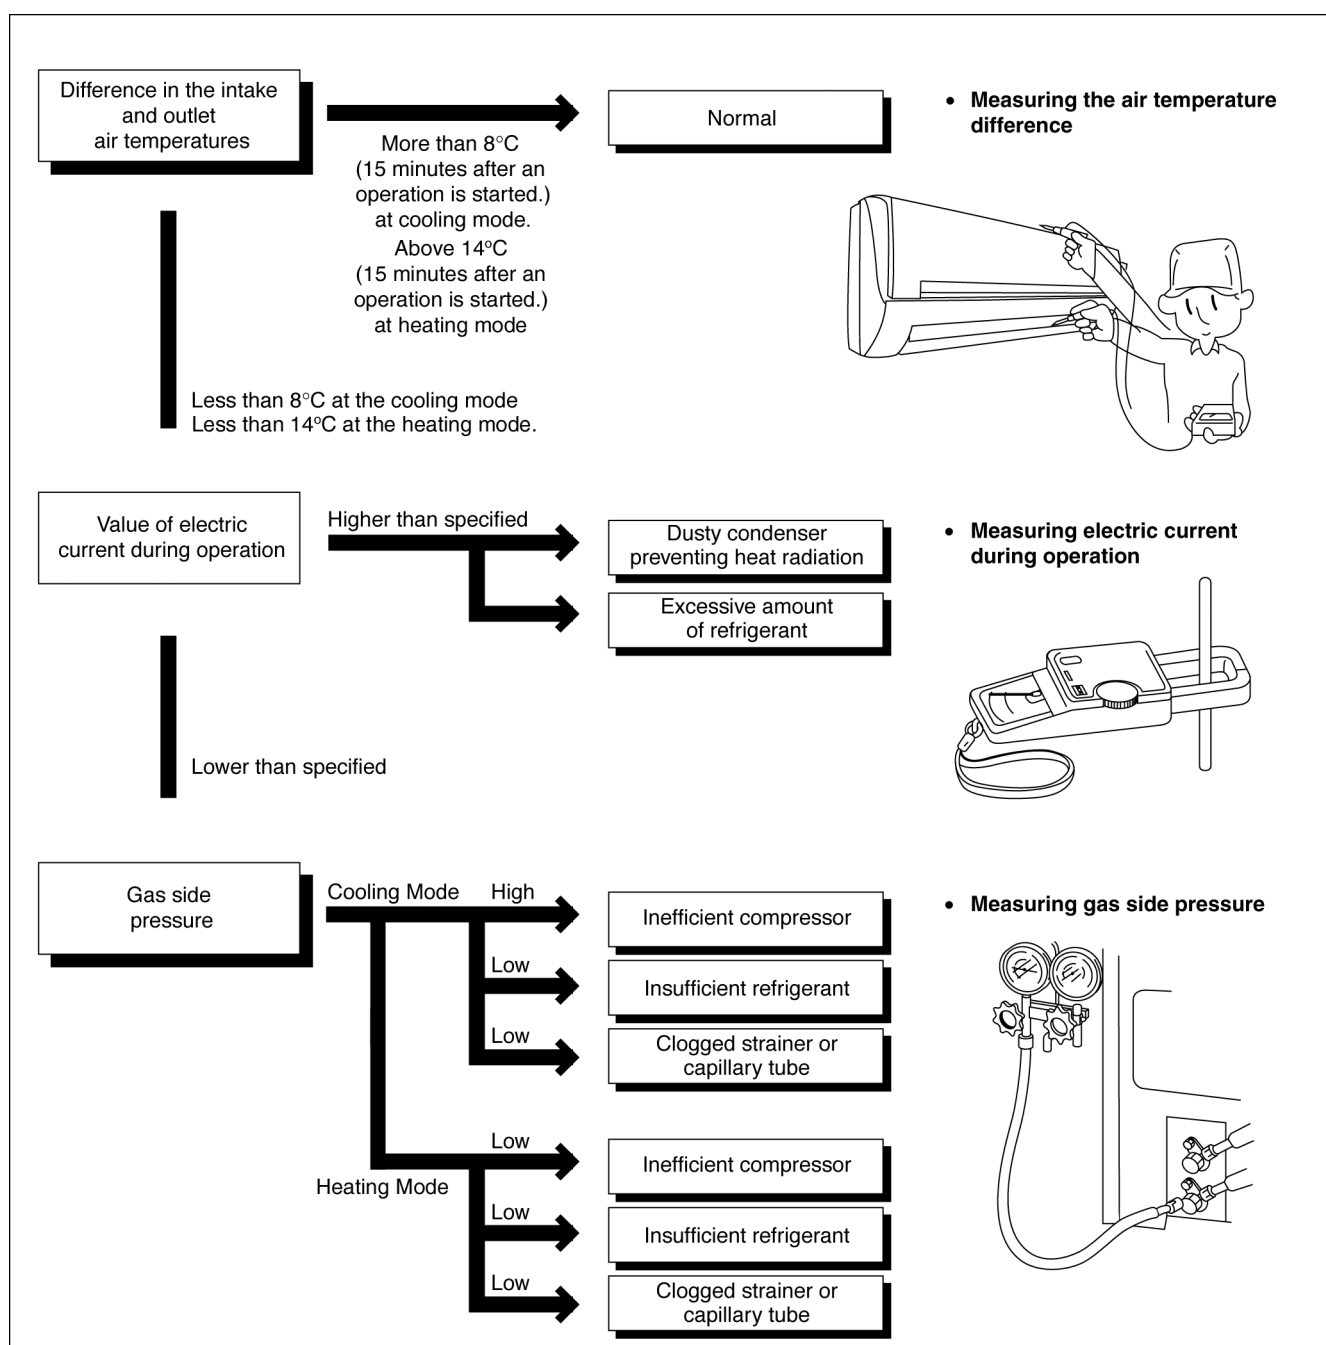 Difference in the intake
and outlet
air temperatures
More than 8°C
(15 minutes after an
operation is started.)
at cooling mode.
Above 14ºC
(15 minutes after an
operation is started.)
at heating mode
Normal
• Measuring the air temperature
difference
Less than 8°C at the cooling mode
Less than 14ºC at the heating mode.
Value of electric
current during operation
Higher than specified
Dusty condenser
preventing heat radiation
Excessive amount
of refrigerant
• Measuring electric current
during operation
Lower than specified
Gas side
pressure
Cooling Mode
High
Inefficient compressor
Low
Insufficient refrigerant
Low
Clogged strainer or
capillary tube
Heating Mode
Low
Inefficient compressor
Low
Insufficient refrigerant
Low
Clogged strainer or
capillary tube
• Measuring gas side pressure